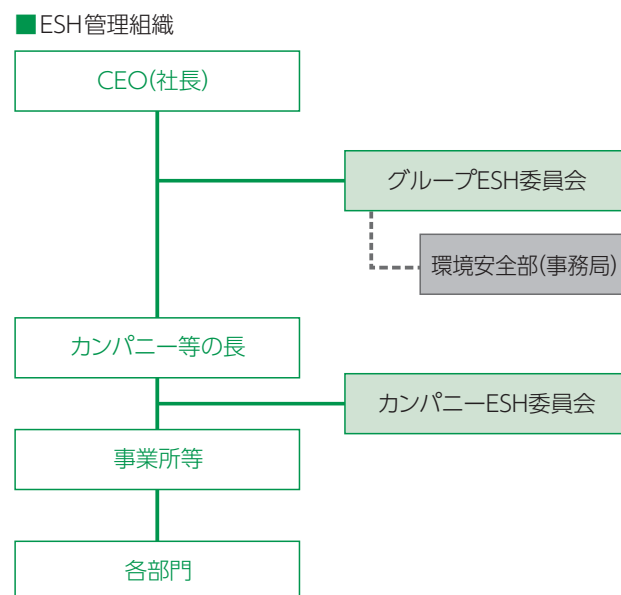 ■ESH管理組織
CEO(社長)
グループESH委員会
環境安全部(事務局)
カンパニー等の長
カンパニーESH委員会
事業所等
各部門